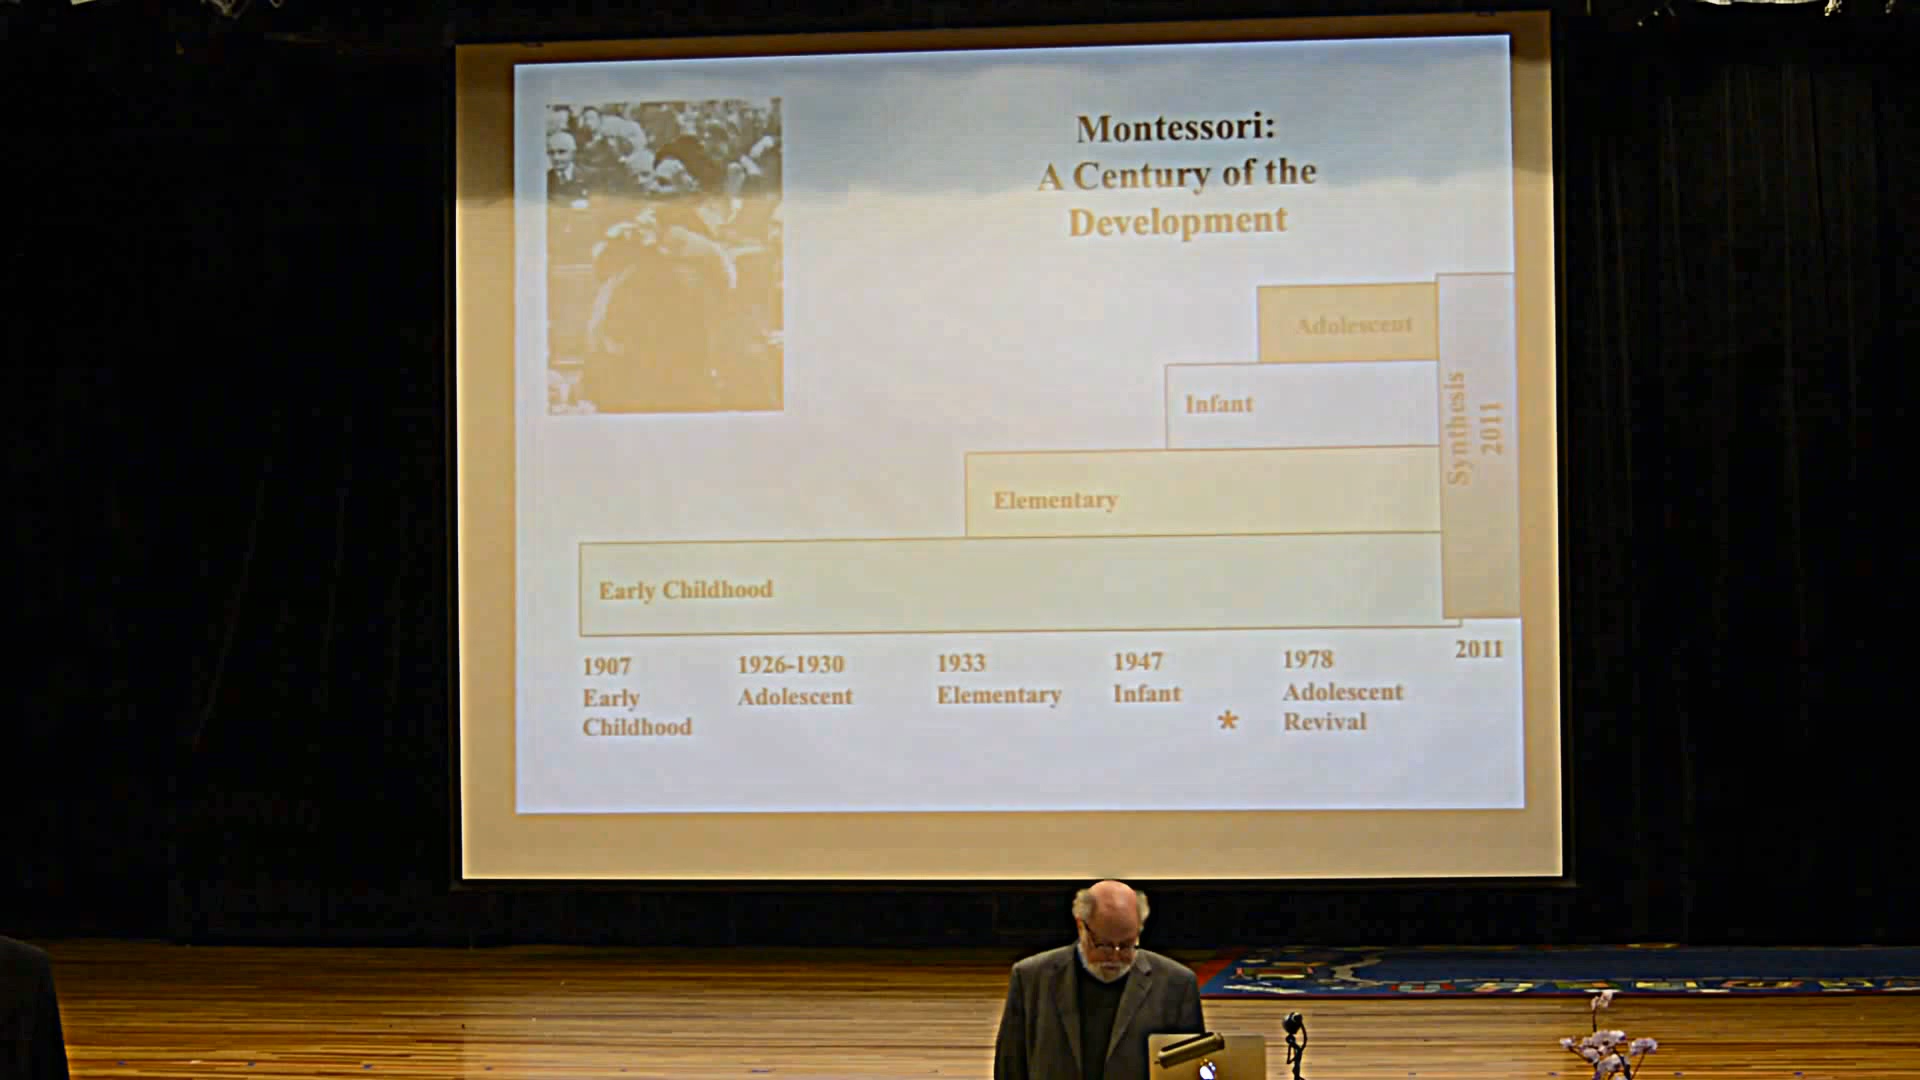 Montessori:
A Century of the
Development
Adolescent
Infant
Elementary
Early Childhood
Synthesis
2011
1907
Early
Childhood
1926-1930
Adolescent
1933
Elementary
1947
Infant
*
1978
Adolescent
Revival
2011